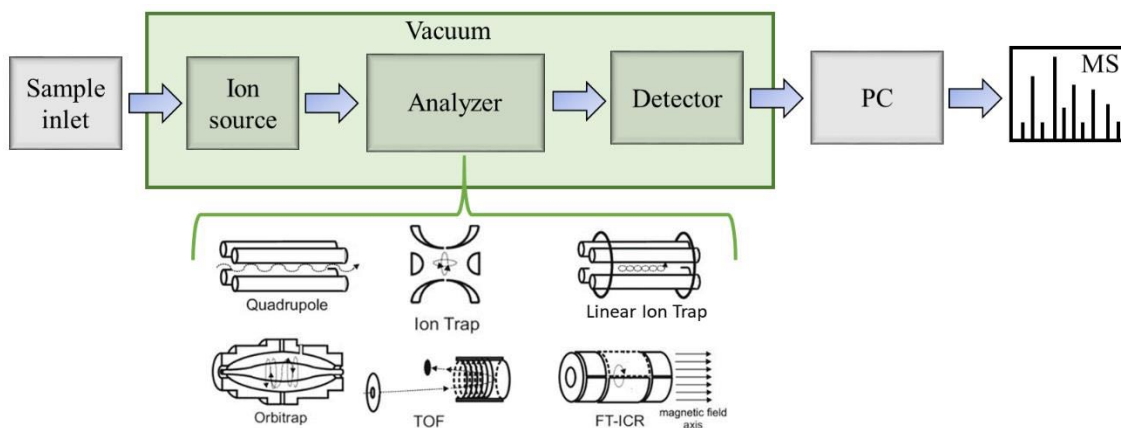 Vacuum
Sample
inlet
Ion
source
Analyzer
Detector
PC
MS
Quadrupole
Ion Trap
Linear Ion Trap
Orbitrap
TOF
FT-ICR
magnetic field
axis